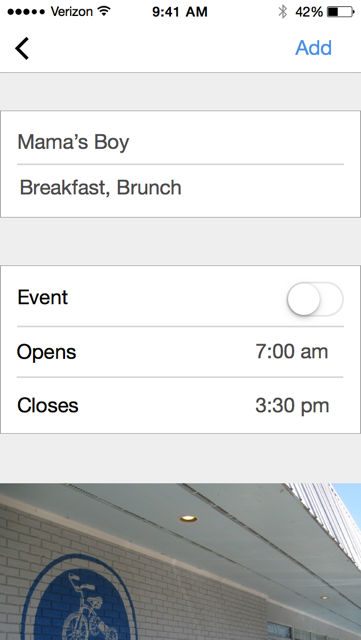 Verizon 9:41 AM 42%
Add
Mama's Boy
Breakfast, Brunch
Event
Opens 7:00 am
Closes 3:30 pm